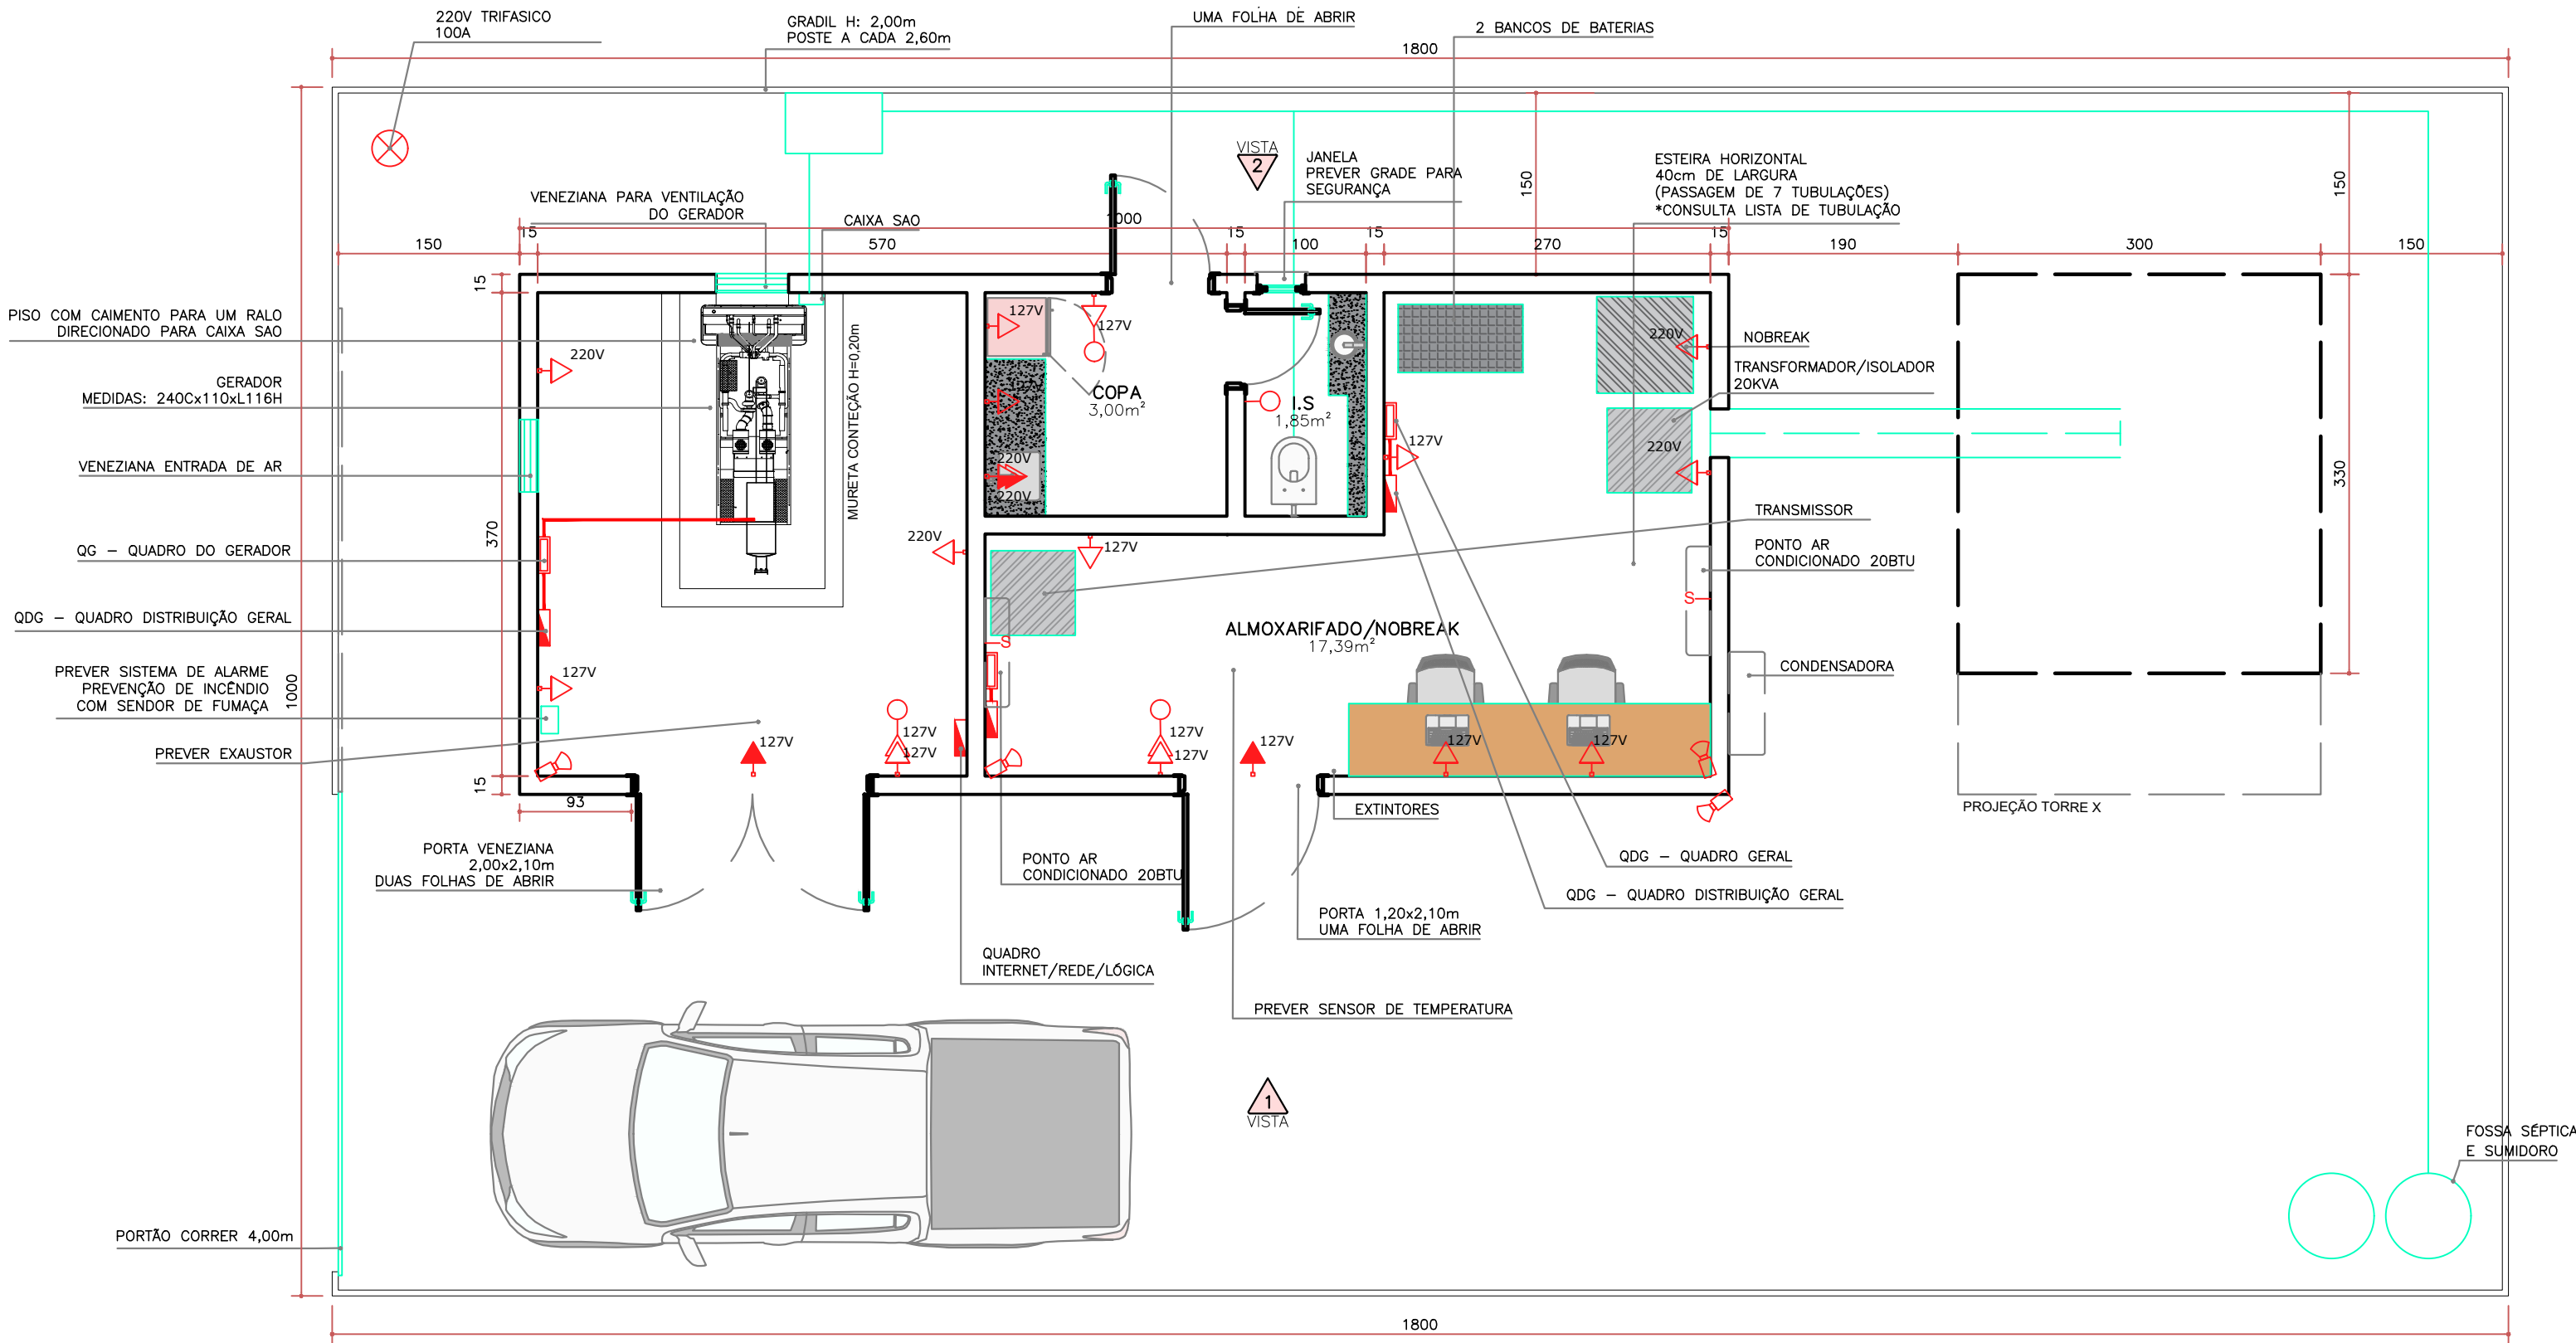 220V TRIFASICO
100A
GRADIL H: 2,00m
POSTE A CADA 2,60m
UMA FOLHA DE ABRIR
2 BANCOS DE BATERIAS
1800
VISTA
2
JANELA
PREVER GRADE PARA
SEGURANÇA
ESTEIRA HORIZONTAL
40cm DE LARGURA
(PASSAGEM DE 7 TUBULAÇÕES)
*CONSULTA LISTA DE TUBULAÇÃO
150
150
VENEZIANA PARA VENTILAÇÃO
DO GERADOR
CAIXA SAO
1000
150
15
570
15
100
15
270
15
190
300
150
15
PISO COM CAIMENTO PARA UM RALO
DIRECIONADO PARA CAIXA SAO
220V
127V
127V
220V
NOBREAK
TRANSFORMADOR/ISOLADOR
20KVA
GERADOR
MEDIDAS: 240Cx110xL116H
MURETA CONTEÇÃO H=0,20m
COPA
3,00m²
I.S
1,85m²
VENEZIANA ENTRADA DE AR
220V
220V
127V
220V
330
370
TRANSMISSOR
QG – QUADRO DO GERADOR
220V
127V
PONTO AR
CONDICIONADO 20BTU
S
QDG – QUADRO DISTRIBUIÇÃO GERAL
S
ALMOXARIFADO/NOBREAK
17,39m²
PREVER SISTEMA DE ALARME
PREVENÇÃO DE INCÊNDIO
COM SENDOR DE FUMAÇA
1000
127V
CONDENSADORA
PREVER EXAUSTOR
127V
127V
127V
127V
127V
127V
127V
127V
15
93
EXTINTORES
PROJEÇÃO TORRE X
PORTA VENEZIANA
2,00x2,10m
DUAS FOLHAS DE ABRIR
PONTO AR
CONDICIONADO 20BTU
QDG – QUADRO GERAL
QDG – QUADRO DISTRIBUIÇÃO GERAL
PORTA 1,20x2,10m
UMA FOLHA DE ABRIR
QUADRO
INTERNET/REDE/LÓGICA
PREVER SENSOR DE TEMPERATURA
1
VISTA
FOSSA SÉPTICA
E SUMIDORO
PORTÃO CORRER 4,00m
1800